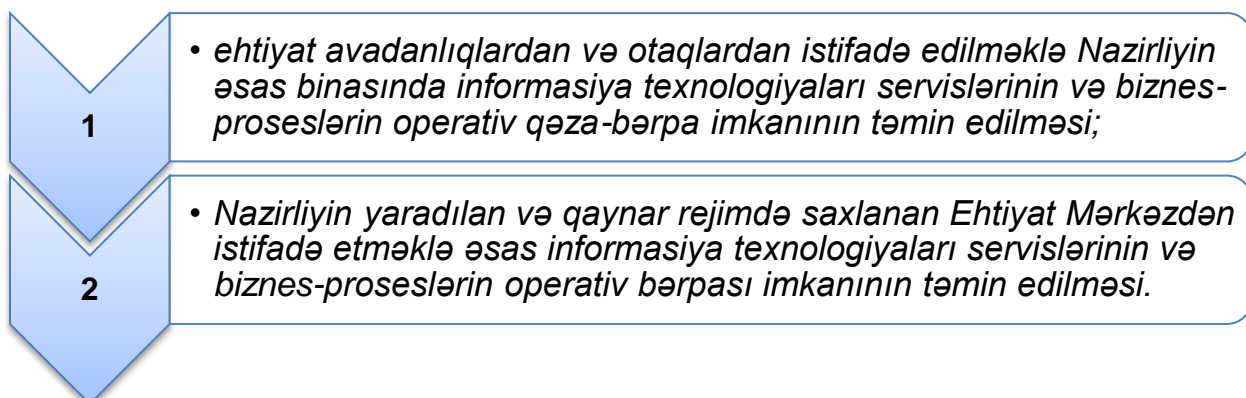 1
• ehtiyat avadanlıqlardan və otaqlardan istifadə edilməklə Nazirliyin
əsas binasında informasiya texnologiyaları servislərinin və biznes-
proseslərin operativ qəza-bərpa imkanının təmin edilməsi;
2
• Nazirliyin yaradılan və qaynar rejimdə saxlanan Ehtiyat Mərkəzdən
istifadə etməklə əsas informasiya texnologiyaları servislərinin və
biznes-proseslərin operativ bərpası imkanının təmin edilməsi.